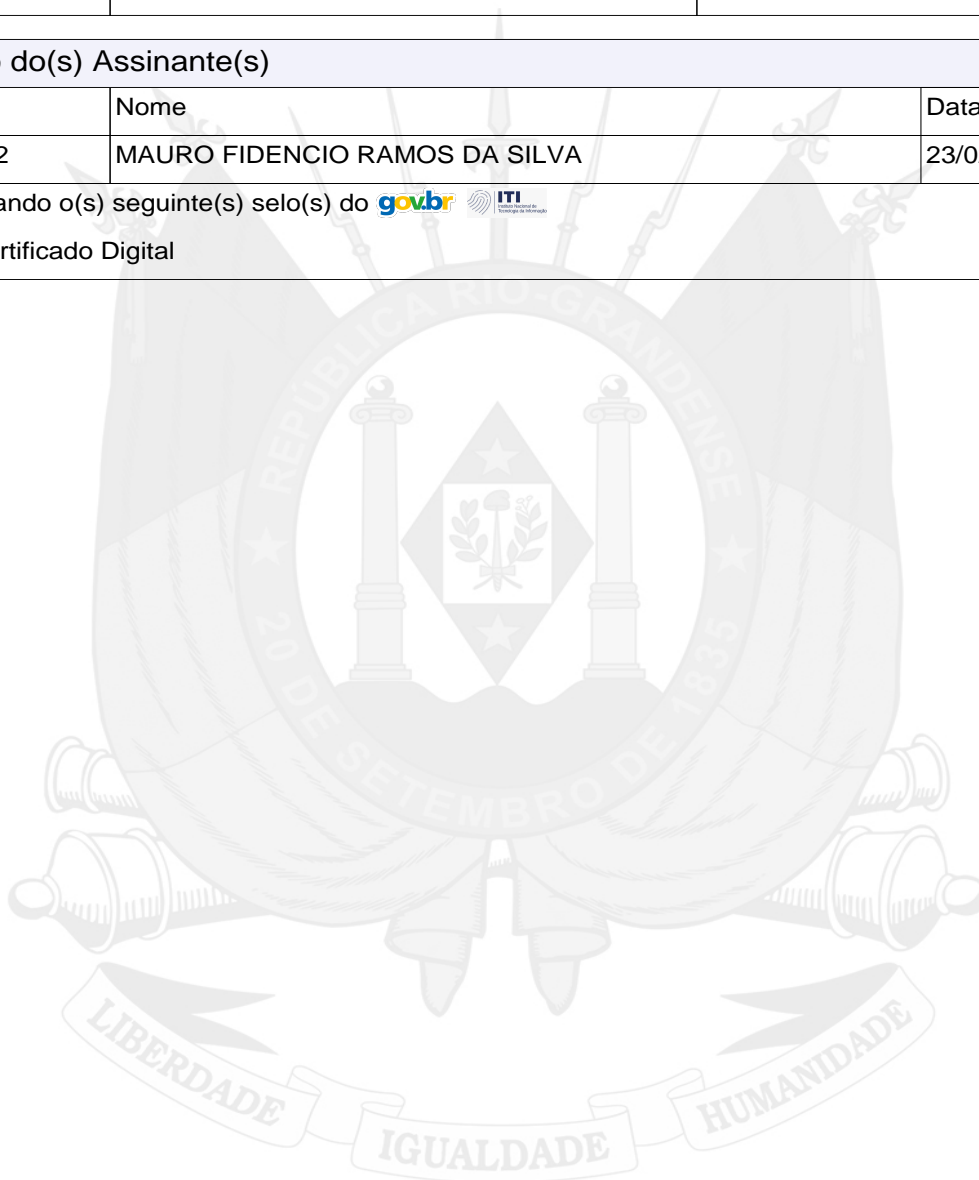 do(s) Assinante(s)
Nome Data
2 MAURO FIDENCIO RAMOS DA SILVA 23/0
ando o(s) seguinte(s) selo(s) do gov.br ITI
rtificado Digital
REPÚBLICA RIO-GRANDENSE
20 DE SETEMBRO DE 1835
LIBERDADE IGUALDADE HUMANIDADE